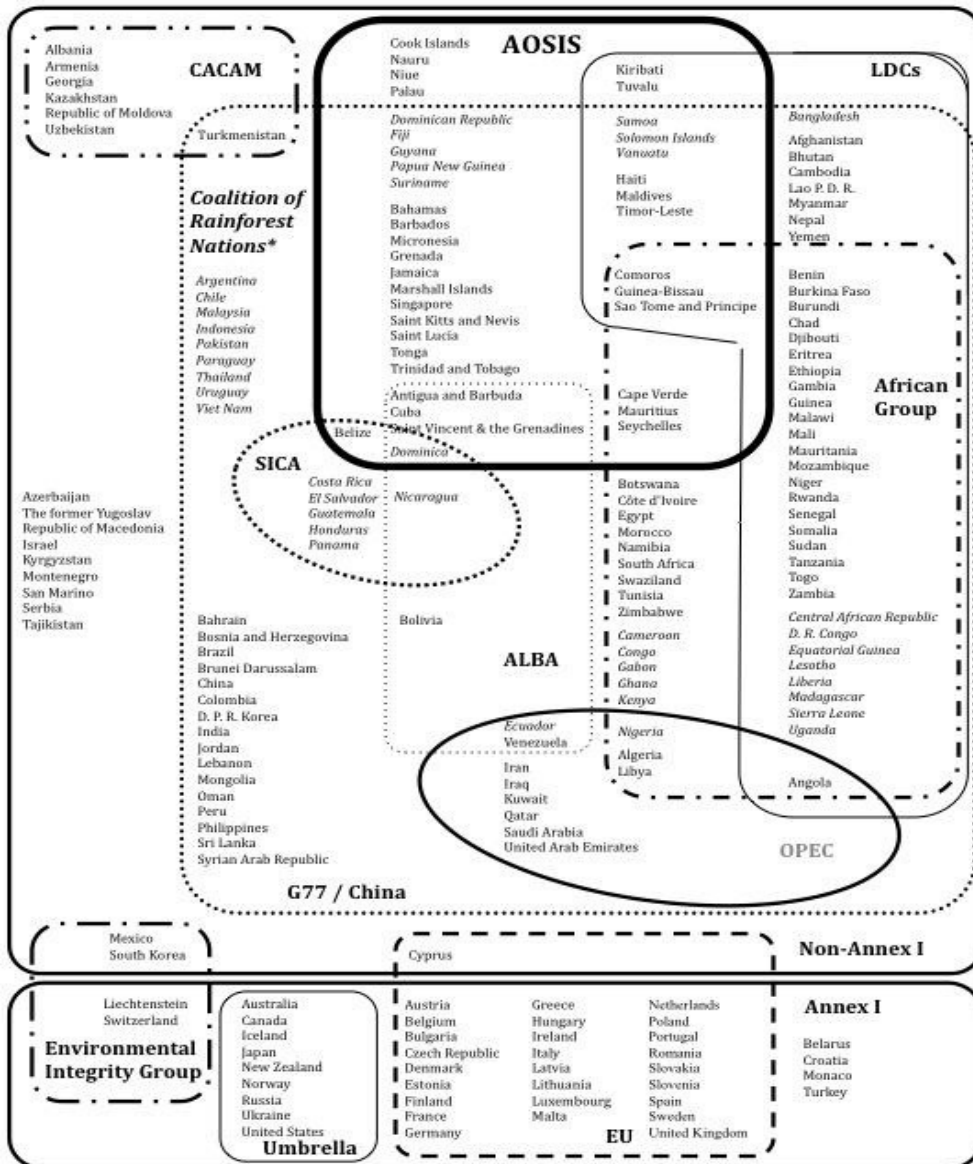 AOSIS
CACAM
LDCs
Albania
Armenia
Georgia
Kazakhstan
Republic of Moldova
Uzbekistan
Turkmenistan
Cook Islands
Nauru
Niue
Palau
Kiribati
Tuvalu
Dominican Republic
Fiji
Guyana
Papua New Guinea
Suriname
Samoa
Solomon Islands
Vanuatu
Haiti
Maldives
Timor-Leste
Bangladesh
Afghanistan
Bhutan
Cambodia
Lao P. D. R.
Myanmar
Nepal
Yemen
Coalition of
Rainforest
Nations*
Argentina
Chile
Malaysia
Indonesia
Pakistan
Paraguay
Thailand
Uruguay
Viet Nam
Bahamas
Barbados
Micronesia
Grenada
Jamaica
Marshall Islands
Singapore
Saint Kitts and Nevis
Saint Lucia
Tonga
Trinidad and Tobago
Comoros
Guinea-Bissau
Sao Tome and Principe
Benin
Burkina Faso
Burundi
Chad
Djibouti
Eritrea
Ethiopia
Gambia
Guinea
Malawi
Mali
Mauritania
Mozambique
Niger
Rwanda
Senegal
Somalia
Sudan
Tanzania
Togo
Zambia
African
Group
Antigua and Barbuda
Cuba
Saint Vincent & the Grenadines
Dominica
Cape Verde
Mauritius
Seychelles
Belize
SICA
Costa Rica
El Salvador
Guatemala
Honduras
Panama
Nicaragua
Azerbaijan
The former Yugoslav
Republic of Macedonia
Israel
Kyrgyzstan
Montenegro
San Marino
Serbia
Tajikistan
Botswana
Côte d'Ivoire
Egypt
Morocco
Namibia
South Africa
Swaziland
Tunisia
Zimbabwe
Cameroon
Congo
Gabon
Ghana
Kenya
Nigeria
Algeria
Libya
Central African Republic
D. R. Congo
Equatorial Guinea
Lesotho
Liberia
Madagascar
Sierra Leone
Uganda
Angola
Bahrain
Bosnia and Herzegovina
Brazil
Brunei Darussalam
China
Colombia
D. P. R. Korea
India
Jordan
Lebanon
Mongolia
Oman
Peru
Philippines
Sri Lanka
Syrian Arab Republic
Bolivia
ALBA
Ecuador
Venezuela
Iran
Iraq
Kuwait
Qatar
Saudi Arabia
United Arab Emirates
OPEC
G77 / China
Mexico
South Korea
Cyprus
Non-Annex I
Liechtenstein
Switzerland
Environmental
Integrity Group
Australia
Canada
Iceland
Japan
New Zealand
Norway
Russia
Ukraine
United States
Umbrella
Austria
Belgium
Bulgaria
Czech Republic
Denmark
Estonia
Finland
France
Germany
Greece
Hungary
Ireland
Italy
Latvia
Lithuania
Luxembourg
Malta
EU
Netherlands
Poland
Portugal
Romania
Slovakia
Slovenia
Spain
Sweden
United Kingdom
Annex I
Belarus
Croatia
Monaco
Turkey